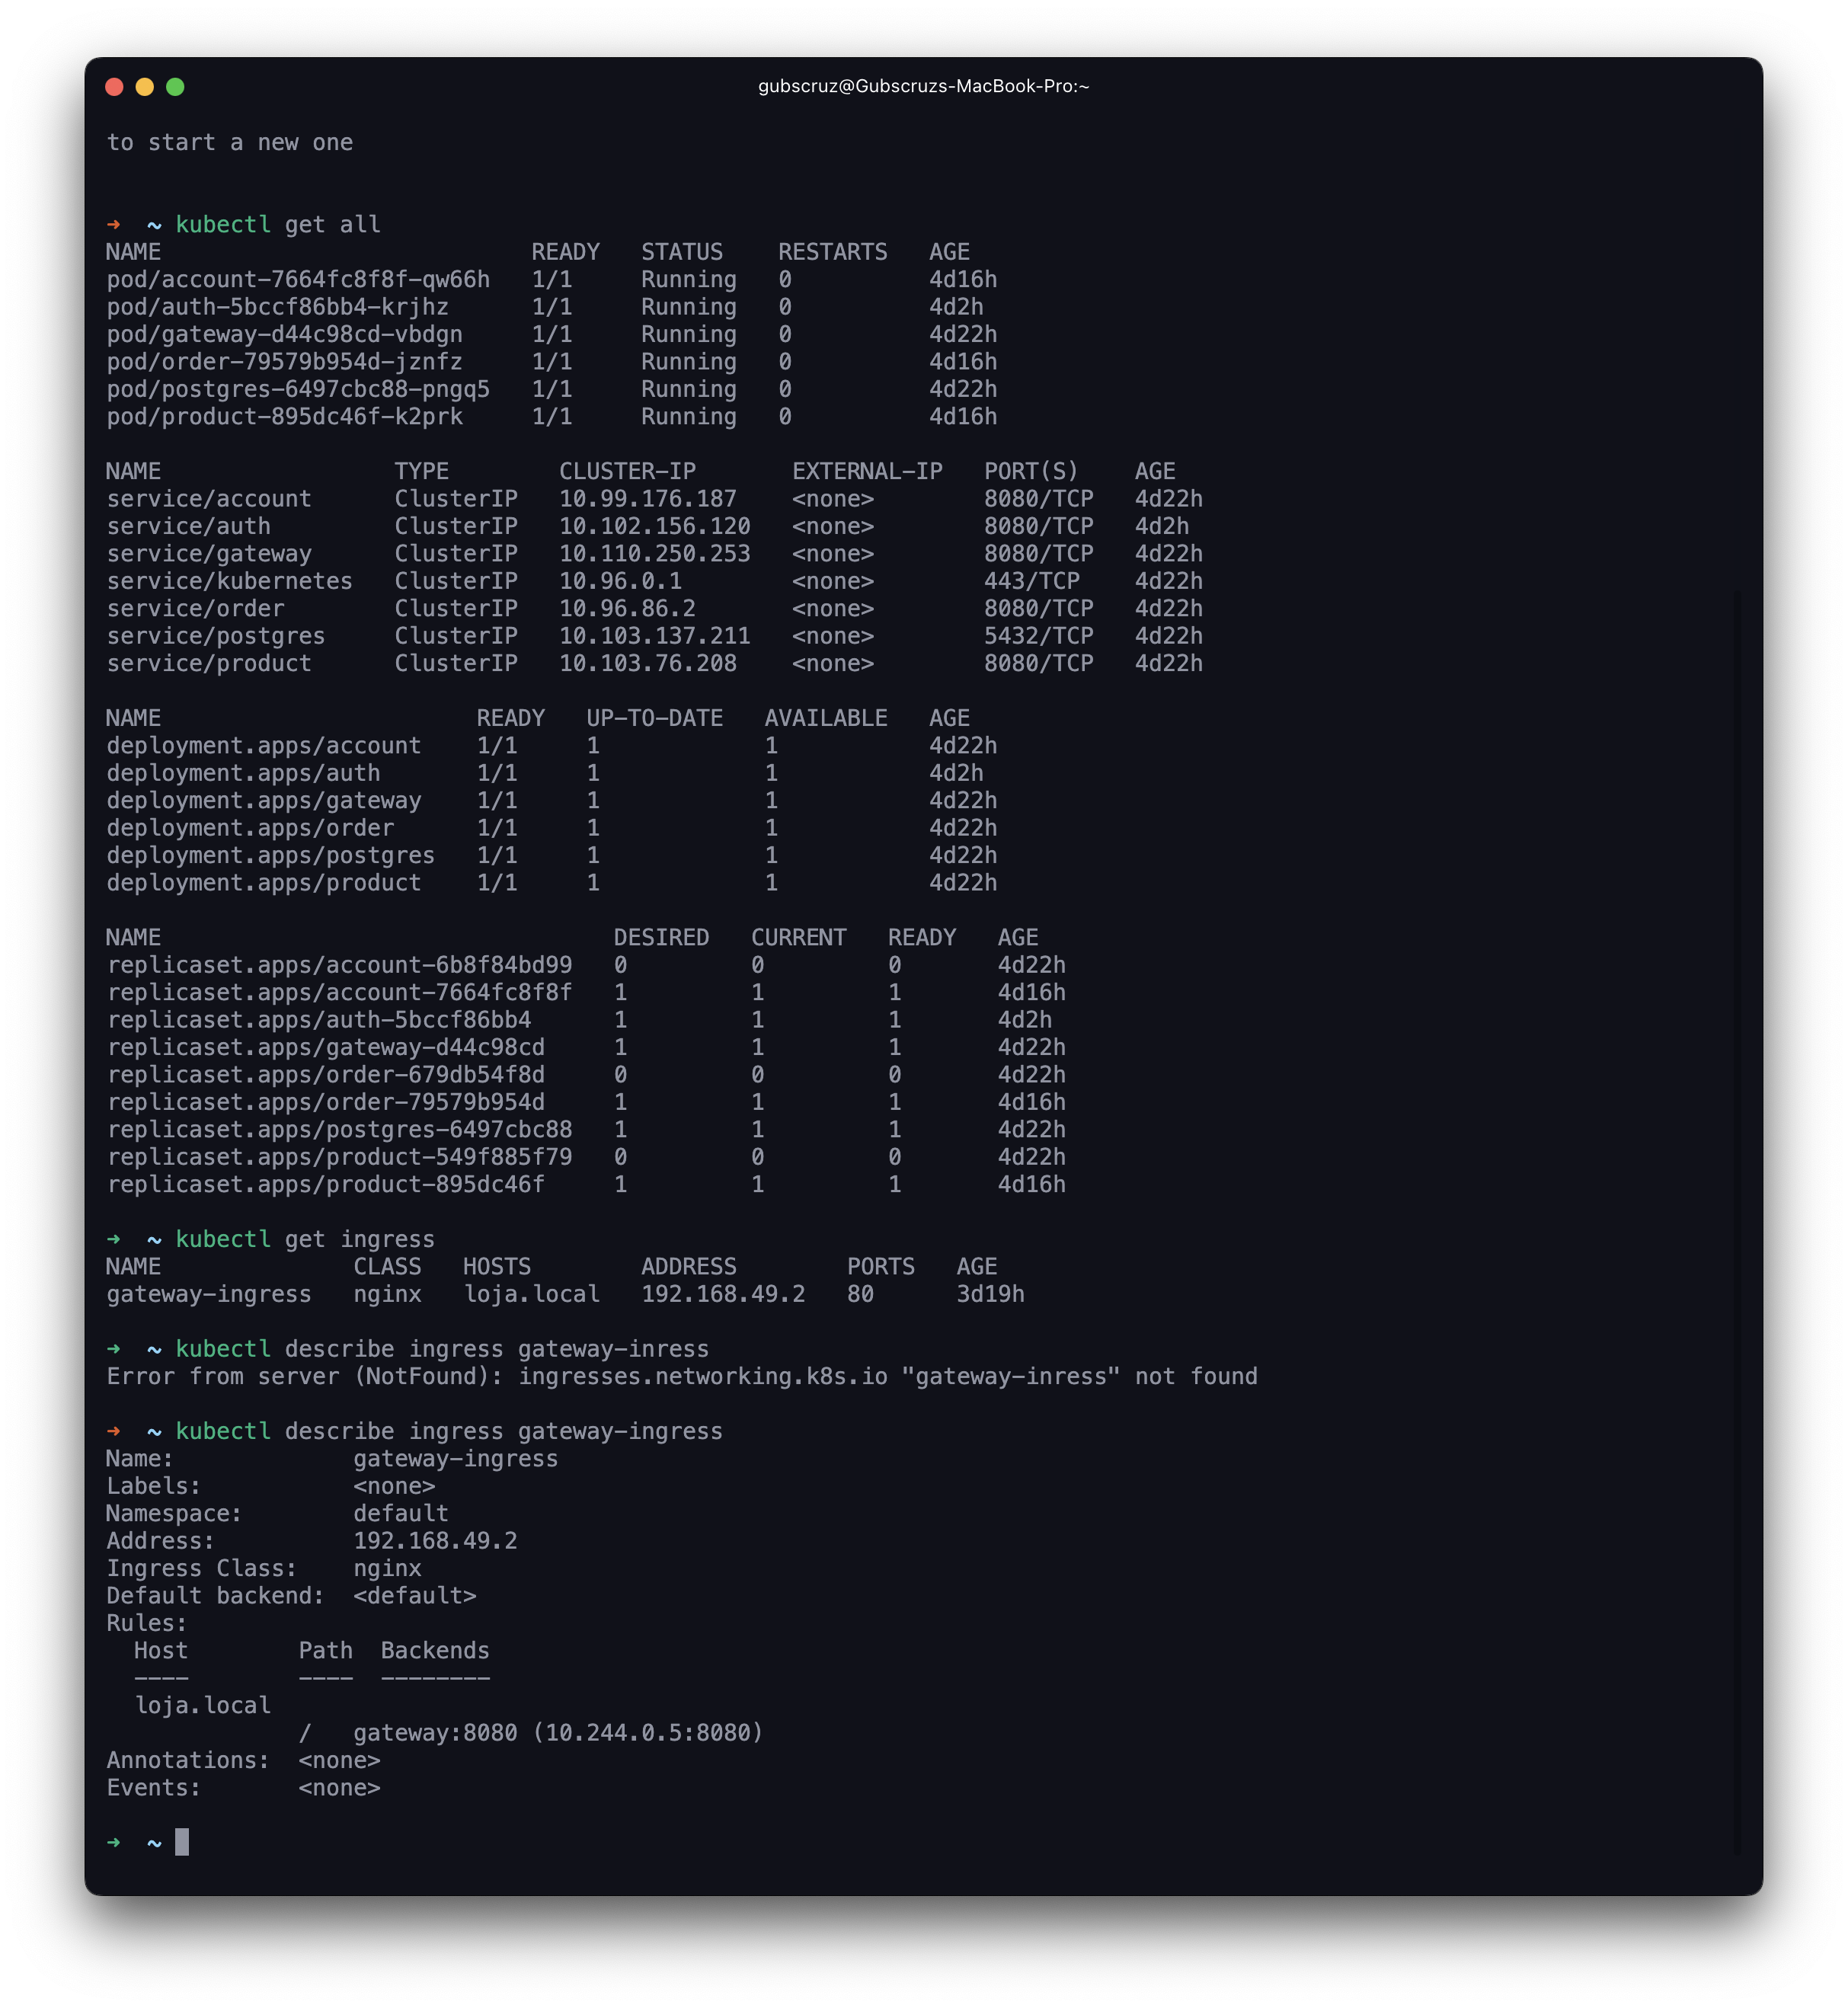 gubscruz@Gubscruzs-MacBook-Pro:~
to start a new one
➜  ~ kubectl get all
NAME                           READY   STATUS    RESTARTS   AGE
pod/account-7664fc8f8f-qw66h   1/1     Running   0          4d16h
pod/auth-5bccf86bb4-krjhz      1/1     Running   0          4d2h
pod/gateway-d44c98cd-vbdgn     1/1     Running   0          4d22h
pod/order-79579b954d-jznfz     1/1     Running   0          4d16h
pod/postgres-6497cbc88-pngq5   1/1     Running   0          4d22h
pod/product-895dc46f-k2prk     1/1     Running   0          4d16h
NAME                 TYPE        CLUSTER-IP       EXTERNAL-IP   PORT(S)    AGE
service/account      ClusterIP   10.99.176.187    <none>        8080/TCP   4d22h
service/auth         ClusterIP   10.102.156.120   <none>        8080/TCP   4d2h
service/gateway      ClusterIP   10.110.250.253   <none>        8080/TCP   4d22h
service/kubernetes   ClusterIP   10.96.0.1        <none>        443/TCP    4d22h
service/order        ClusterIP   10.96.86.2       <none>        8080/TCP   4d22h
service/postgres     ClusterIP   10.103.137.211   <none>        5432/TCP   4d22h
service/product      ClusterIP   10.103.76.208    <none>        8080/TCP   4d22h
NAME                       READY   UP-TO-DATE   AVAILABLE   AGE
deployment.apps/account    1/1     1            1           4d22h
deployment.apps/auth       1/1     1            1           4d2h
deployment.apps/gateway    1/1     1            1           4d22h
deployment.apps/order      1/1     1            1           4d22h
deployment.apps/postgres   1/1     1            1           4d22h
deployment.apps/product    1/1     1            1           4d22h
NAME                                 DESIRED   CURRENT   READY   AGE
replicaset.apps/account-6b8f84bd99   0         0         0       4d22h
replicaset.apps/account-7664fc8f8f   1         1         1       4d16h
replicaset.apps/auth-5bccf86bb4      1         1         1       4d2h
replicaset.apps/gateway-d44c98cd     1         1         1       4d22h
replicaset.apps/order-679db54f8d     0         0         0       4d22h
replicaset.apps/order-79579b954d     1         1         1       4d16h
replicaset.apps/postgres-6497cbc88   1         1         1       4d22h
replicaset.apps/product-549f885f79   0         0         0       4d22h
replicaset.apps/product-895dc46f     1         1         1       4d16h
➜  ~ kubectl get ingress
NAME              CLASS   HOSTS        ADDRESS        PORTS   AGE
gateway-ingress   nginx   loja.local   192.168.49.2   80      3d19h
➜  ~ kubectl describe ingress gateway-inress
Error from server (NotFound): ingresses.networking.k8s.io "gateway-inress" not found
➜  ~ kubectl describe ingress gateway-ingress
Name:             gateway-ingress
Labels:           <none>
Namespace:        default
Address:          192.168.49.2
Ingress Class:    nginx
Default backend:  <default>
Rules:
  Host        Path  Backends
  ----        ----  --------
  loja.local
              /   gateway:8080 (10.244.0.5:8080)
Annotations:  <none>
Events:       <none>
➜  ~